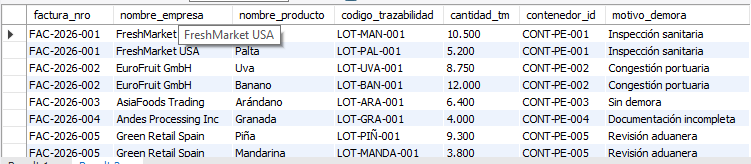 factura_nro nombre_empresa nombre_producto codigo_trazabilidad cantidad_tm contenedor_id motivo_demora
FAC-2026-001 FreshMarket FreshMarket USA LOT-MAN-001 10.500 CONT-PE-001 Inspección sanitaria
FAC-2026-001 FreshMarket USA Palta LOT-PAL-001 5.200 CONT-PE-001 Inspección sanitaria
FAC-2026-002 EuroFruit GmbH Uva LOT-UVA-001 8.750 CONT-PE-002 Congestión portuaria
FAC-2026-002 EuroFruit GmbH Banano LOT-BAN-001 12.000 CONT-PE-002 Congestión portuaria
FAC-2026-003 AsiaFoods Trading Arándano LOT-ARA-001 6.400 CONT-PE-003 Sin demora
FAC-2026-004 Andes Processing Inc Granada LOT-GRA-001 4.000 CONT-PE-004 Documentación incompleta
FAC-2026-005 Green Retail Spain Piña LOT-PIÑ-001 9.300 CONT-PE-005 Revisión aduanera
FAC-2026-005 Green Retail Spain Mandarina LOT-MANDA-001 3.800 CONT-PE-005 Revisión aduanera